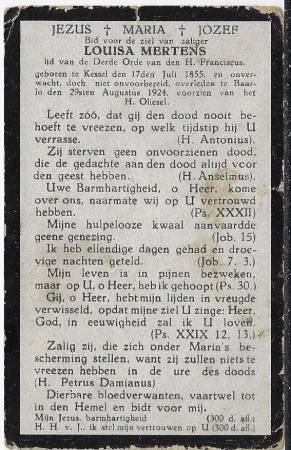 JEZUS † MARIA † JOZEF
Bid voor de ziel van zaliger
LOUISA MERTENS
lid van de Derde Orde van den H. Franciscus.
geboren te Kessel den 17den Juli 1855, en onver-
wacht, doch niet onvoorbereid, overleden te Baar-
lo den 29sten Augustus 1924, voorzien van het
H. Oliesel.
Leef zóó, dat gij den dood nooit be-
hoeft te vreezen, op welk tijdstip hij U
verrasse. (H. Antonius).
Zij sterven geen onvoorzienen dood,
die de gedachte aan den dood altijd voor
den geest hebben. (H. Anselmus).
Uwe Barmhartigheid, o Heer, kome
over ons, naarmate wij op U vertrouwd
hebben. (Ps. XXXII)
Mijne hulpelooze kwaal aanvaardde
geene genezing. (Job. 15)
Ik heb ellendige dagen gehad en droe-
vige nachten geteld. (Job. 7. 3.)
Mijn leven is in pijnen bezweken,
maar op U, o Heer, heb ik gehoopt (Ps. 30.)
Gij, o Heer, hebt mijn lijden in vreugde
verwisseld, opdat mijne ziel U zinge: Heer,
God, in eeuwigheid zal ik U loven.
(Ps. XXIX 12, 13.)
Zalig zij, die zich onder Maria's be-
scherming stellen, want zij zullen niets te
vreezen hebben in de ure des doods
(H. Petrus Damianus)
Dierbare bloedverwanten, vaartwel tot
in den Hemel en bidt voor mij.
Mijn Jezus, barmhartigheid (300 d. afl.)
H. H v. J., ik stel mijn vertrouwen op U (300 d. afl.)